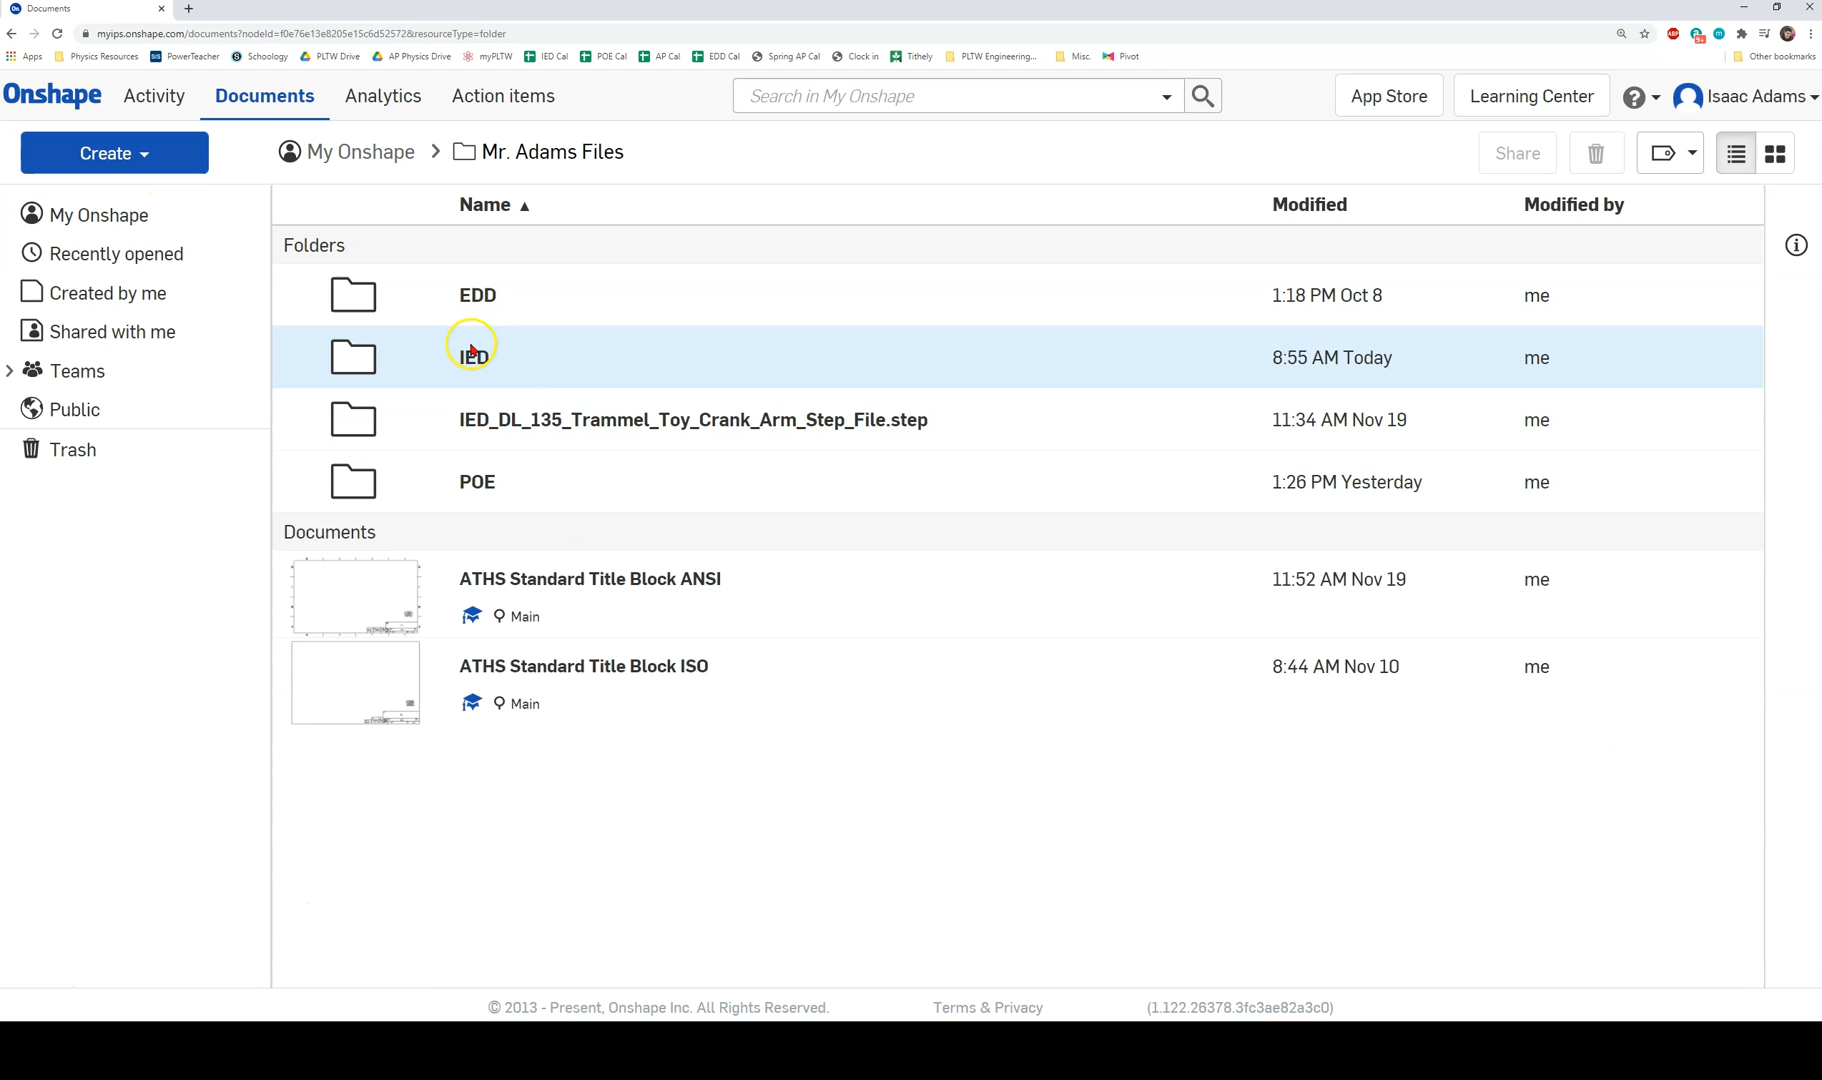 Documents
myips.onshape.com/documents?nodeId=f0e76e13e8205e15c6d52572&resourceType=folder
Apps Physics Resources PowerTeacher Schoology PLTW Drive AP Physics Drive myPLTW IED Cal POE Cal AP Cal EDD Cal Spring AP Cal Clock in Tithely PLTW Engineering... Misc. Pivot Other bookmarks
Onshape Activity Documents Analytics Action items Search in My Onshape App Store Learning Center Isaac Adams
Create My Onshape > Mr. Adams Files Share
My Onshape
Recently opened
Created by me
Shared with me
Teams
Public
Trash
Name Modified Modified by
Folders
EDD 1:18 PM Oct 8 me
IED 8:55 AM Today me
IED_DL_135_Trammel_Toy_Crank_Arm_Step_File.step 11:34 AM Nov 19 me
POE 1:26 PM Yesterday me
Documents
ATHS Standard Title Block ANSI 11:52 AM Nov 19 me
Main
ATHS Standard Title Block ISO 8:44 AM Nov 10 me
Main
© 2013 - Present, Onshape Inc. All Rights Reserved. Terms & Privacy (1.122.26378.3fc3ae82a3c0)